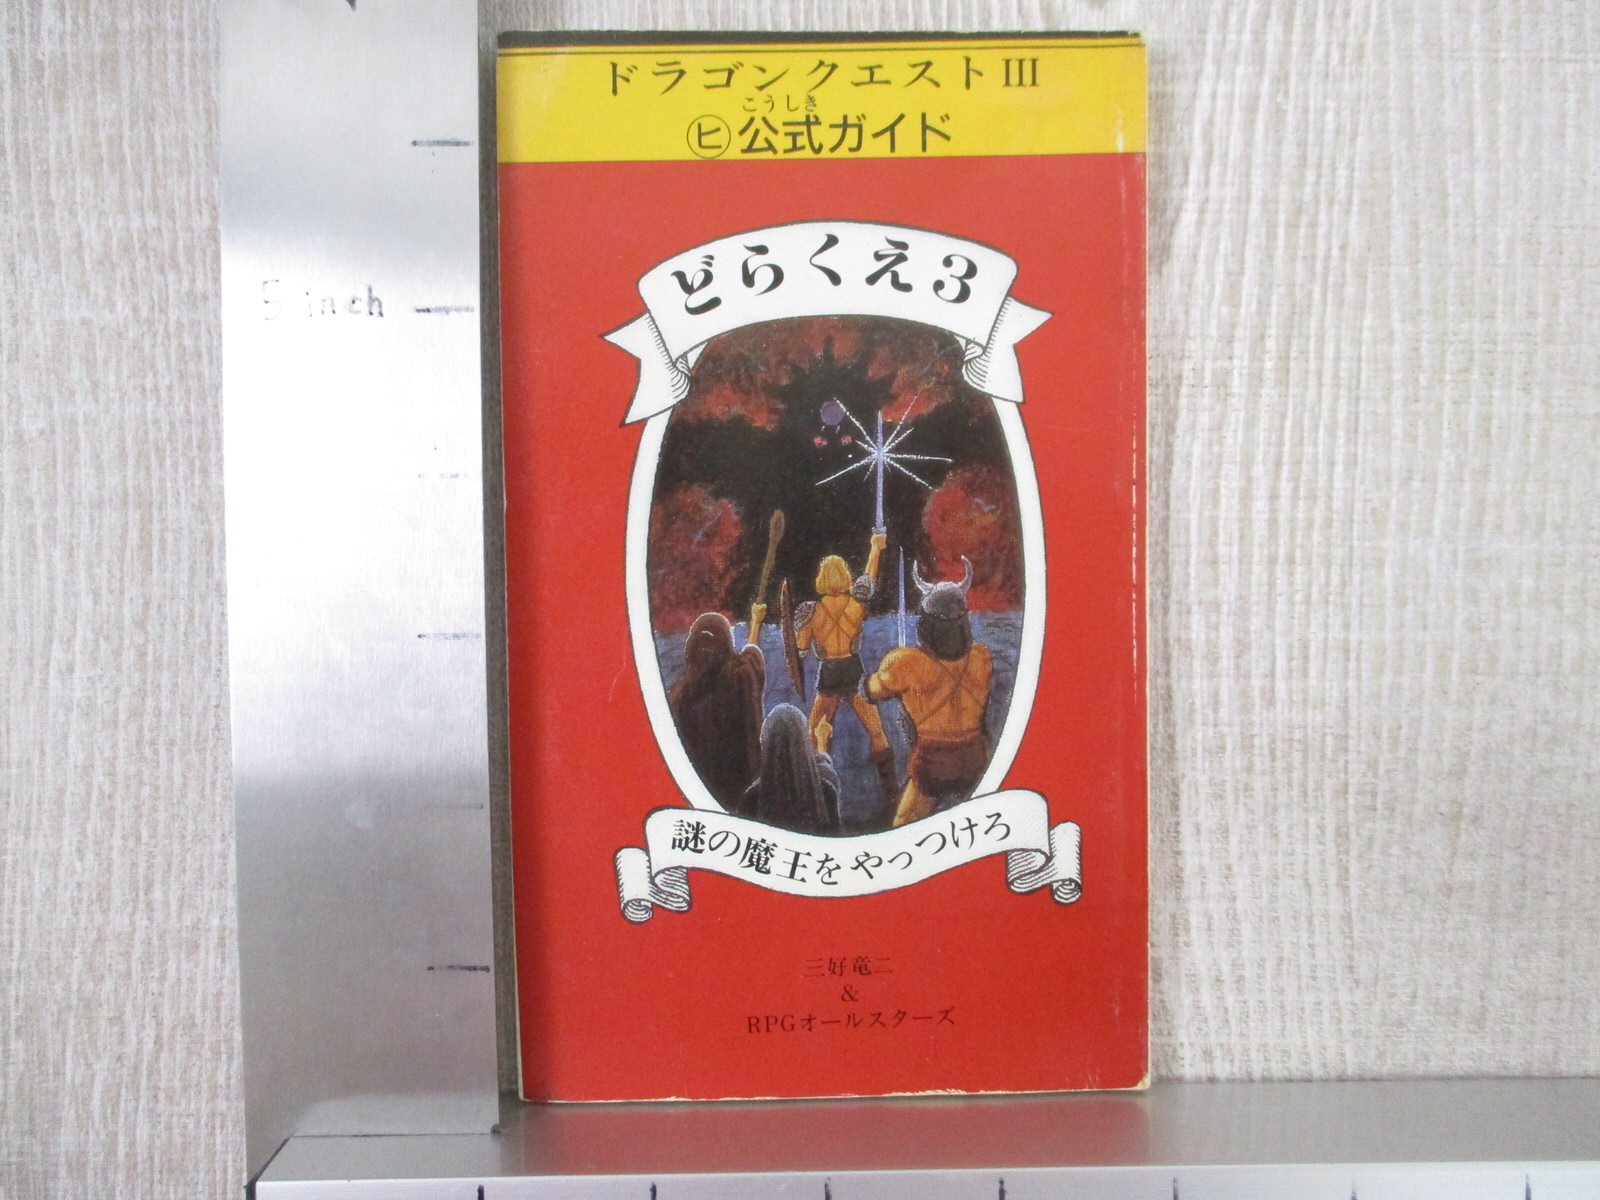 ドラゴンクエストIII
こうしき
㋪公式ガイド
どらくえ3
5 inch
謎の魔王をやっつけろ
三好竜二
&
RPGオールスターズ